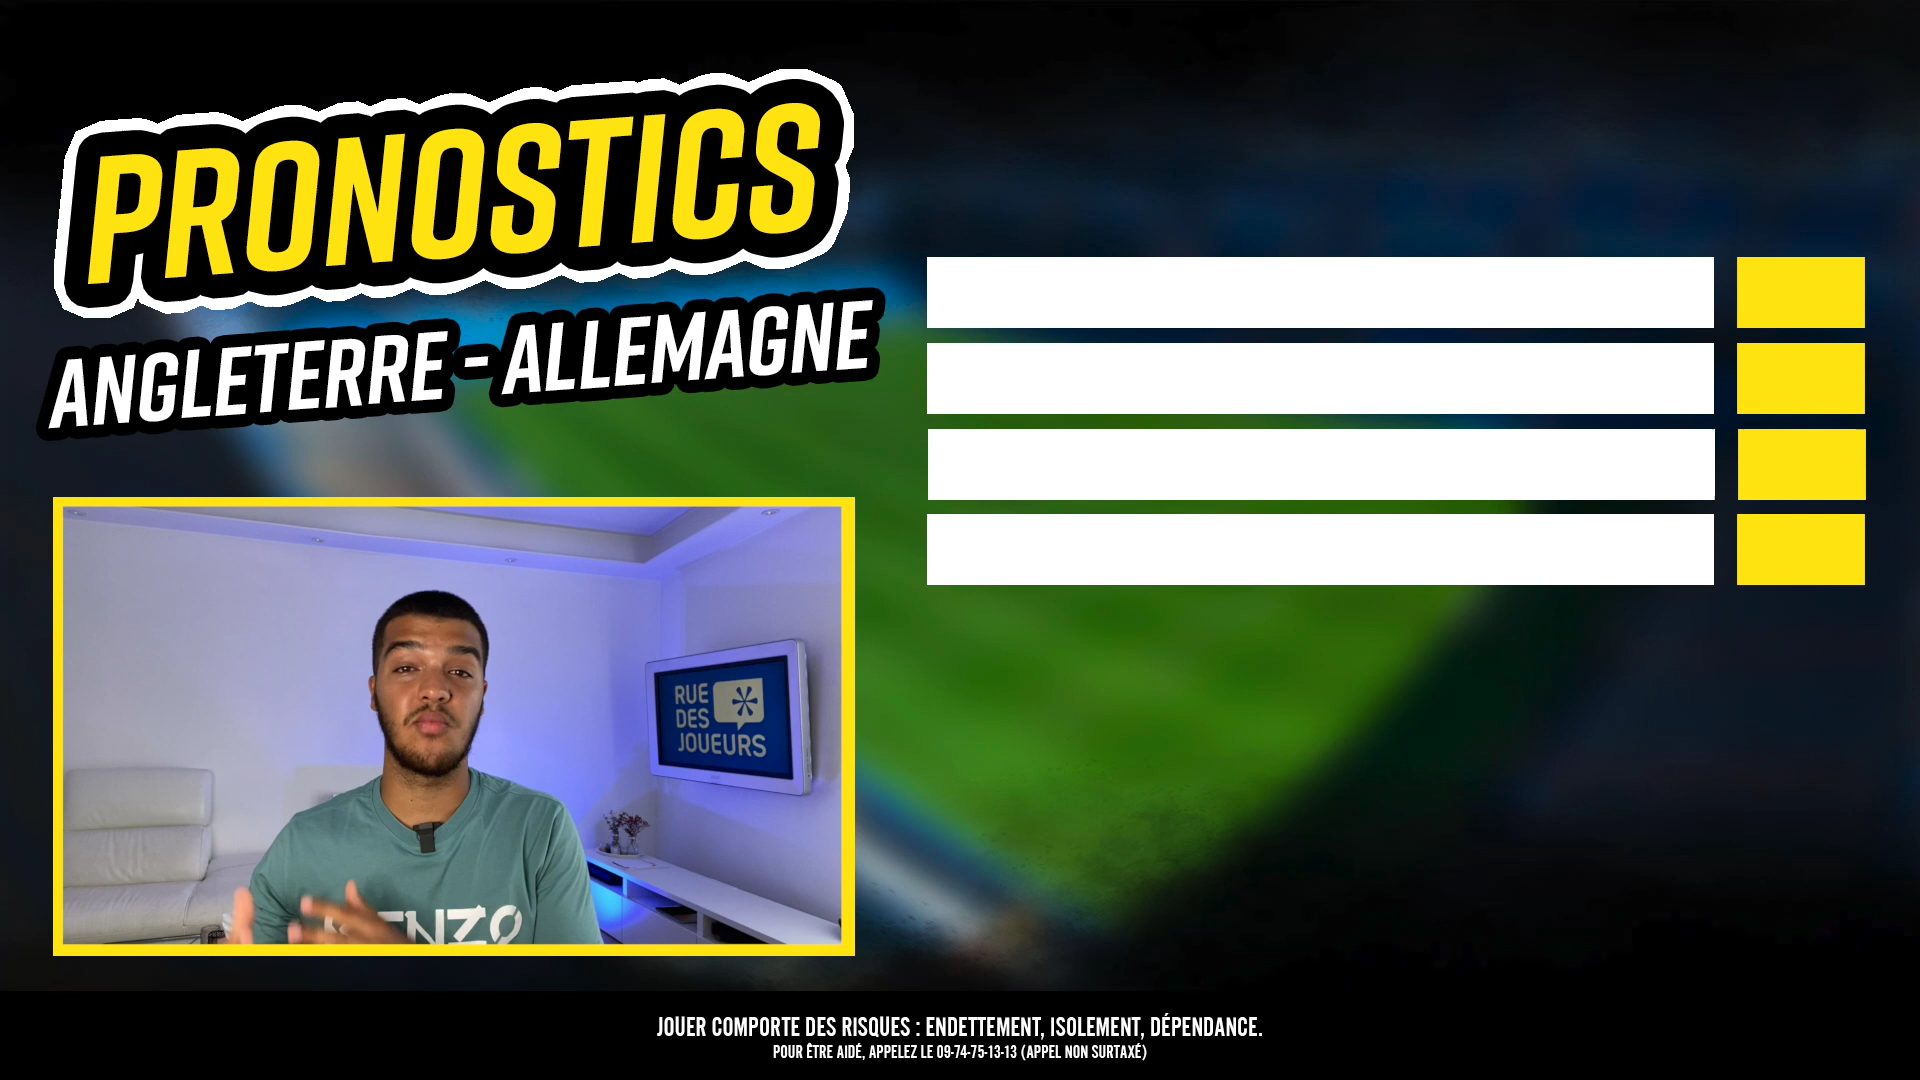 PRONOSTICS
ANGLETERRE - ALLEMAGNE
RUE
DES
JOUEURS
KENZO
JOUER COMPORTE DES RISQUES : ENDETTEMENT, ISOLEMENT, DÉPENDANCE.
POUR ÊTRE AIDÉ, APPELEZ LE 09-74-75-13-13 (APPEL NON SURTAXÉ)